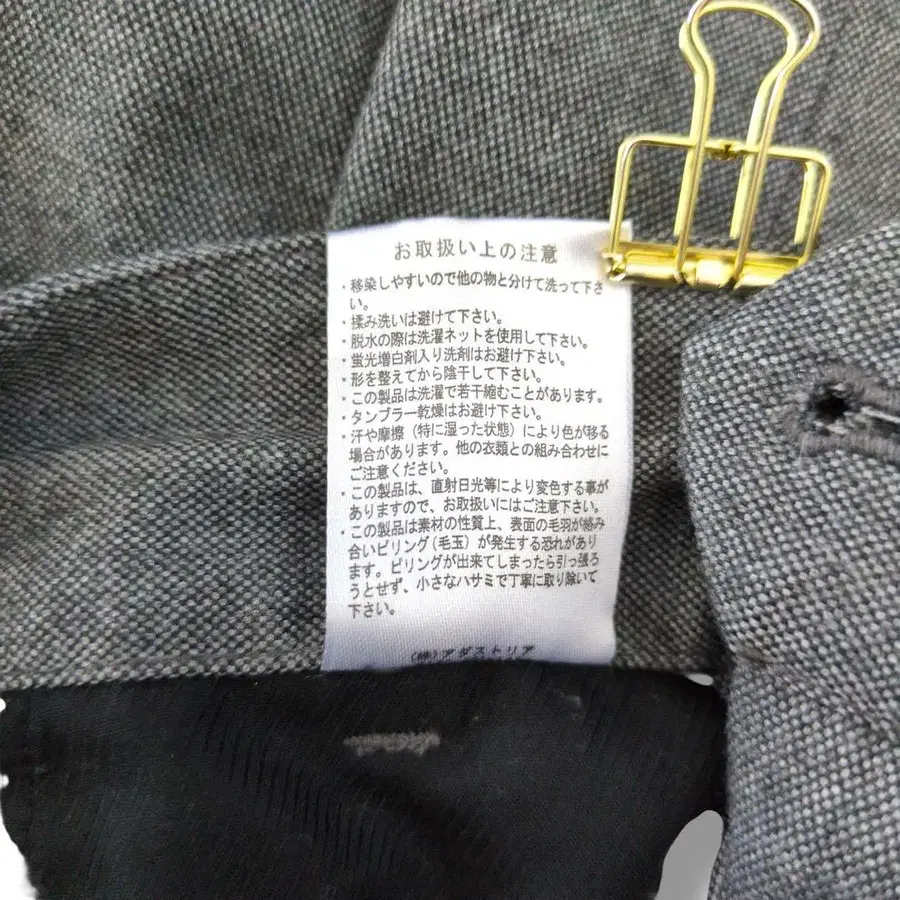 お取扱い上の注意
・移染しやすいので他の物と分けて洗って下さ
い。
・揉み洗いは避けて下さい。
・脱水の際は洗濯ネットを使用して下さい。
・蛍光増白剤入り洗剤はお避け下さい。
・形を整えてから陰干して下さい。
・この製品は洗濯で若干縮むことがあります。
・タンブラー乾燥はお避け下さい。
・汗や摩擦（特に湿った状態）により色が移る
場合があります。他の衣類との組み合わせに
ご注意ください。
・この製品は、直射日光等により変色する事が
ありますので、お取扱いにはご注意下さい。
・この製品は素材の性質上、表面の毛羽が絡み
合いピリング(毛玉)が発生する恐れがあり
ます。ピリングが出来てしまったら引っ張ろ
うとせず、小さなハサミで丁寧に取り除いて
下さい。
(株)アダストリア